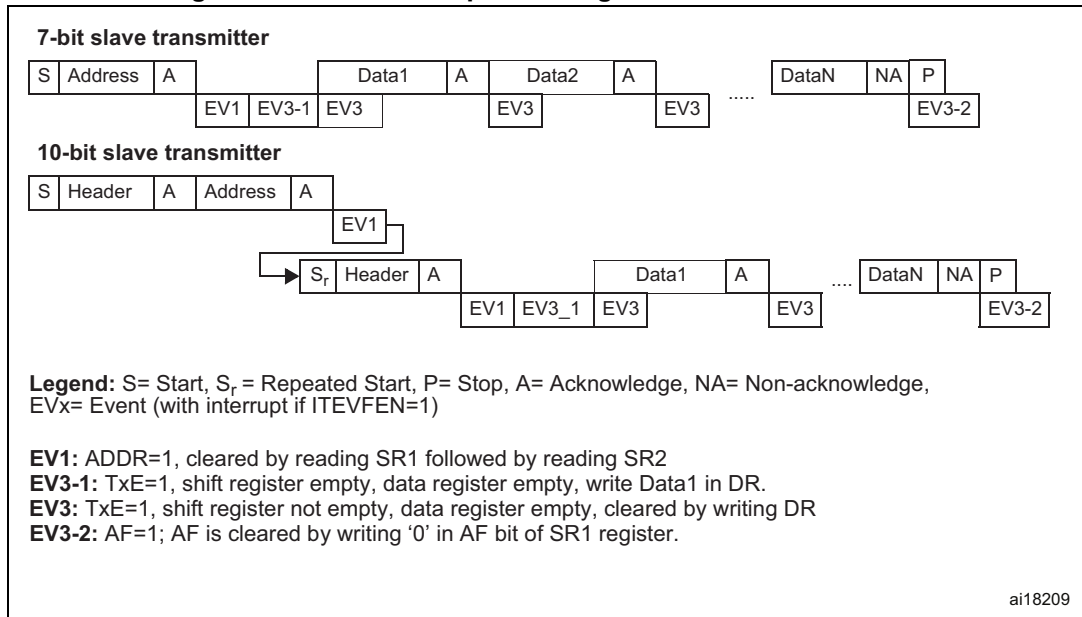 7-bit slave transmitter
S Address A Data1 A Data2 A ..... DataN NA P
EV1 EV3-1 EV3 EV3 EV3 EV3-2
10-bit slave transmitter
S Header A Address A
EV1
Sr Header A Data1 A .... DataN NA P
EV1 EV3_1 EV3 EV3 EV3-2
Legend: S= Start, Sr = Repeated Start, P= Stop, A= Acknowledge, NA= Non-acknowledge,
EVx= Event (with interrupt if ITEVFEN=1)
EV1: ADDR=1, cleared by reading SR1 followed by reading SR2
EV3-1: TxE=1, shift register empty, data register empty, write Data1 in DR.
EV3: TxE=1, shift register not empty, data register empty, cleared by writing DR
EV3-2: AF=1; AF is cleared by writing ‘0’ in AF bit of SR1 register.
ai18209